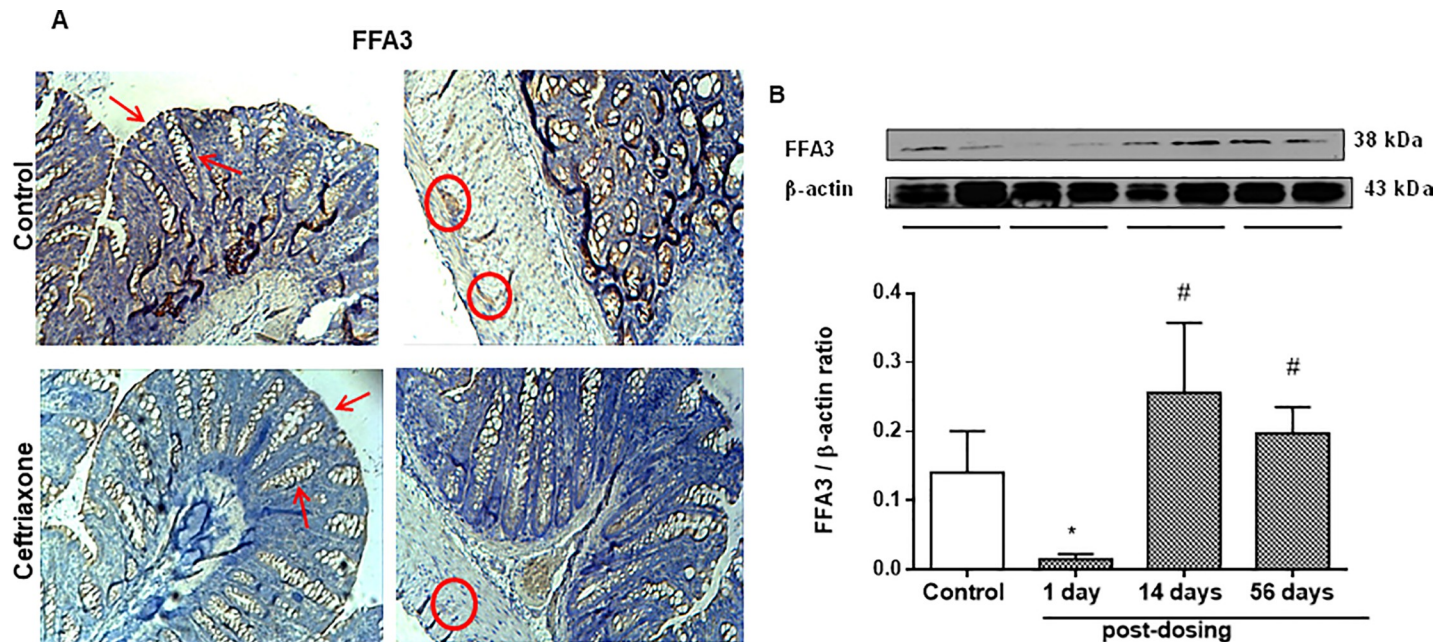 A
FFA3
Control
Ceftriaxone
B
FFA3
38 kDa
β-actin
43 kDa
FFA3 / β-actin ratio
0.4
0.3
0.2
0.1
0.0
*
#
#
Control
1 day
14 days
56 days
post-dosing